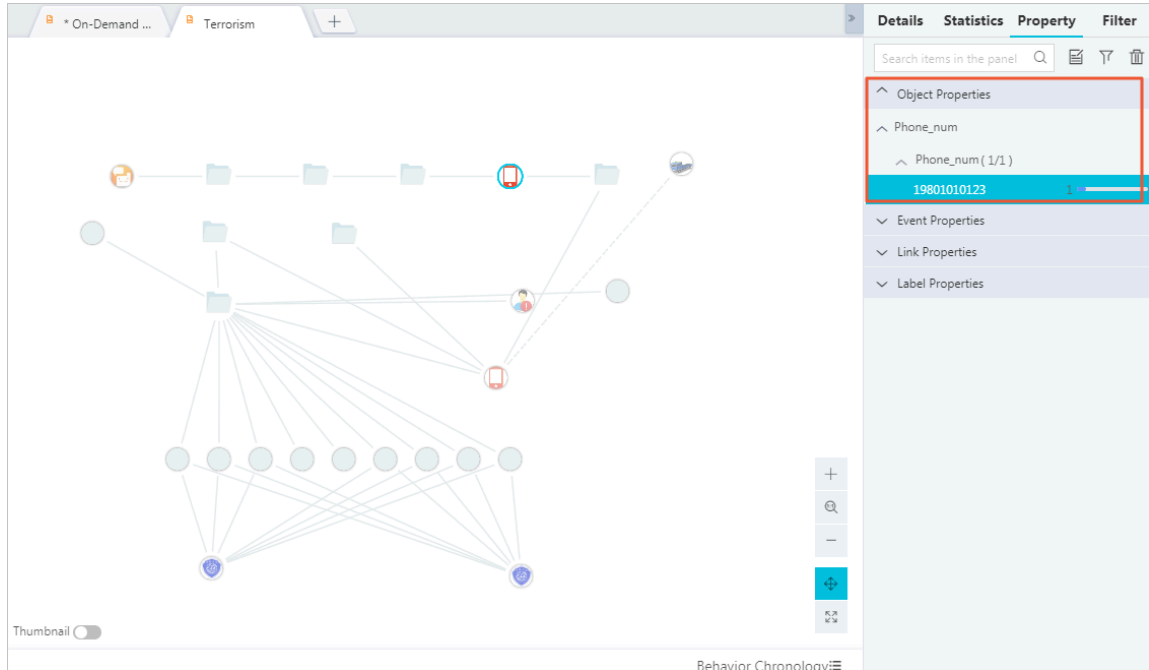 * On-Demand ...
Terrorism
Details Statistics Property Filter
Search items in the panel
Object Properties
Phone_num
Phone_num ( 1/1 )
19801010123 1
Event Properties
Link Properties
Label Properties
Thumbnail
Behavior Chronology